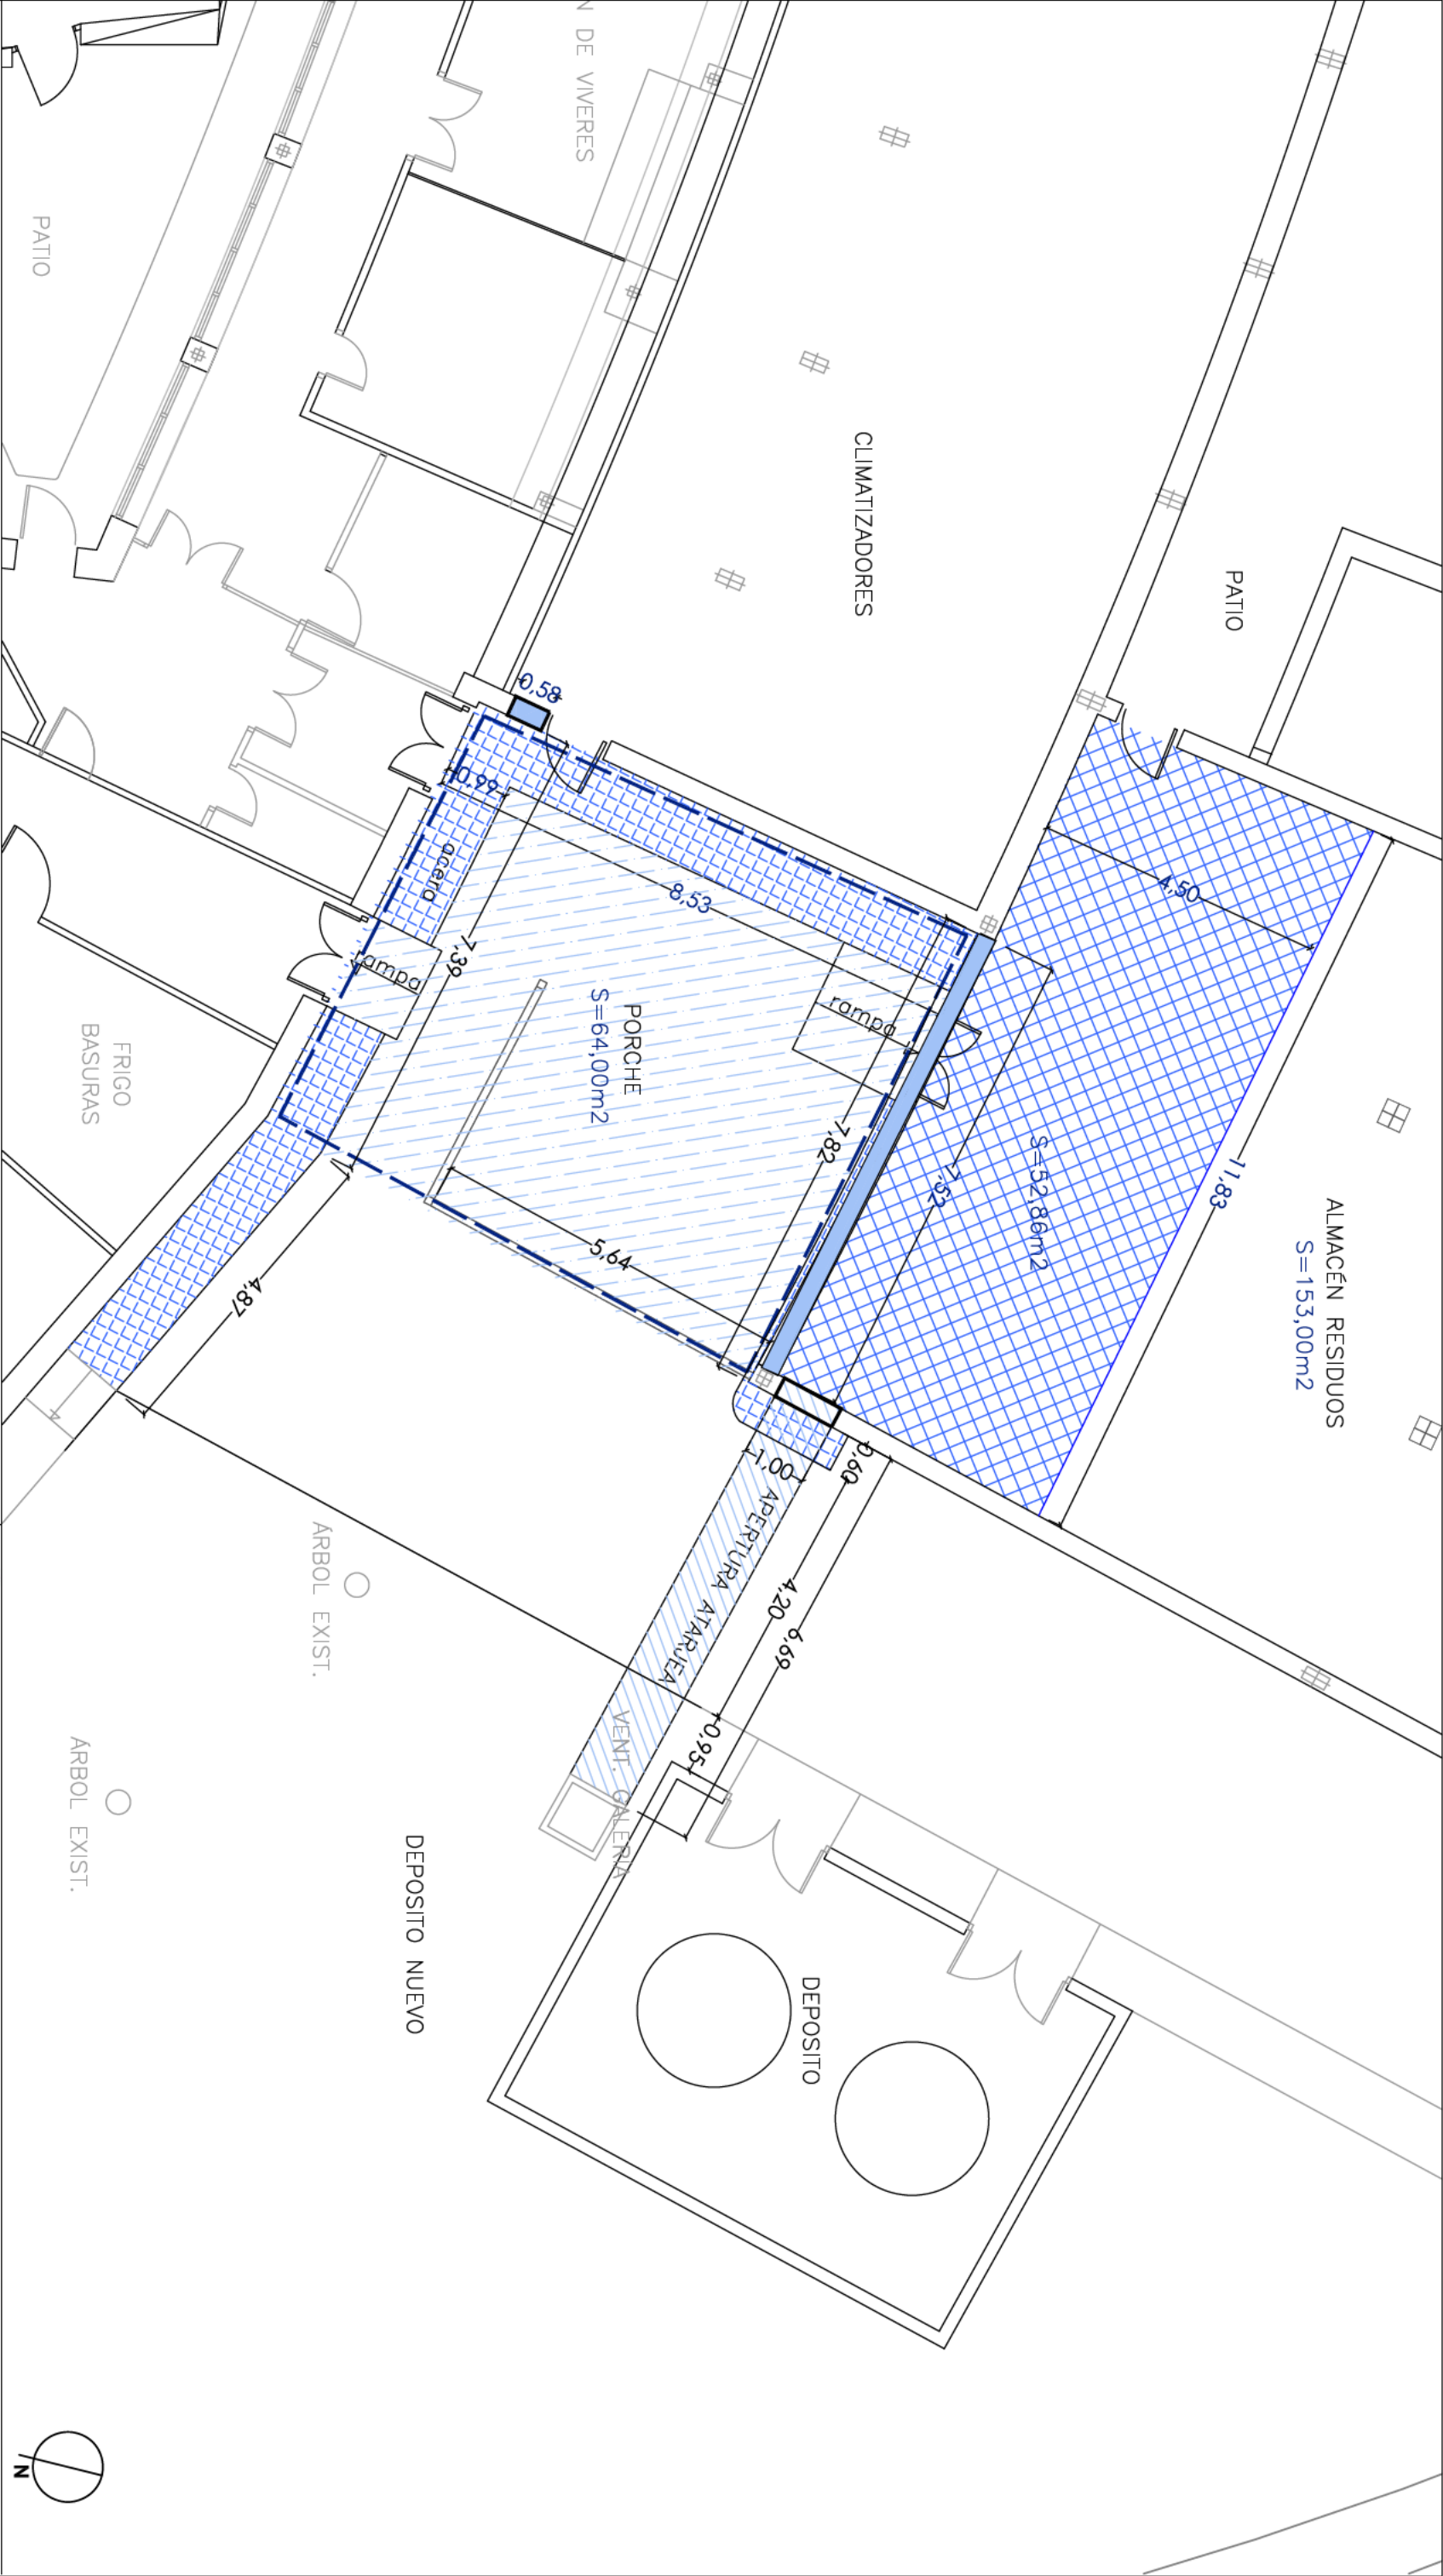 ALMACÉN RESIDUOS
S=153,00m2
PATIO
11,83
4,50
S=52,86m2
7,52
CLIMATIZADORES
rampa
7,82
0,60
DEPOSITO
4,20
6,69
1,00
APERTURA ATARJEA
0,95
8,53
PORCHE
S=64,00m2
5,64
VENT. GALERIA
N DE VIVERES
0,58
0,99
7,39
acera
rampa
DEPOSITO NUEVO
ÁRBOL EXIST.
4,87
FRIGO
BASURAS
ÁRBOL EXIST.
PATIO
N